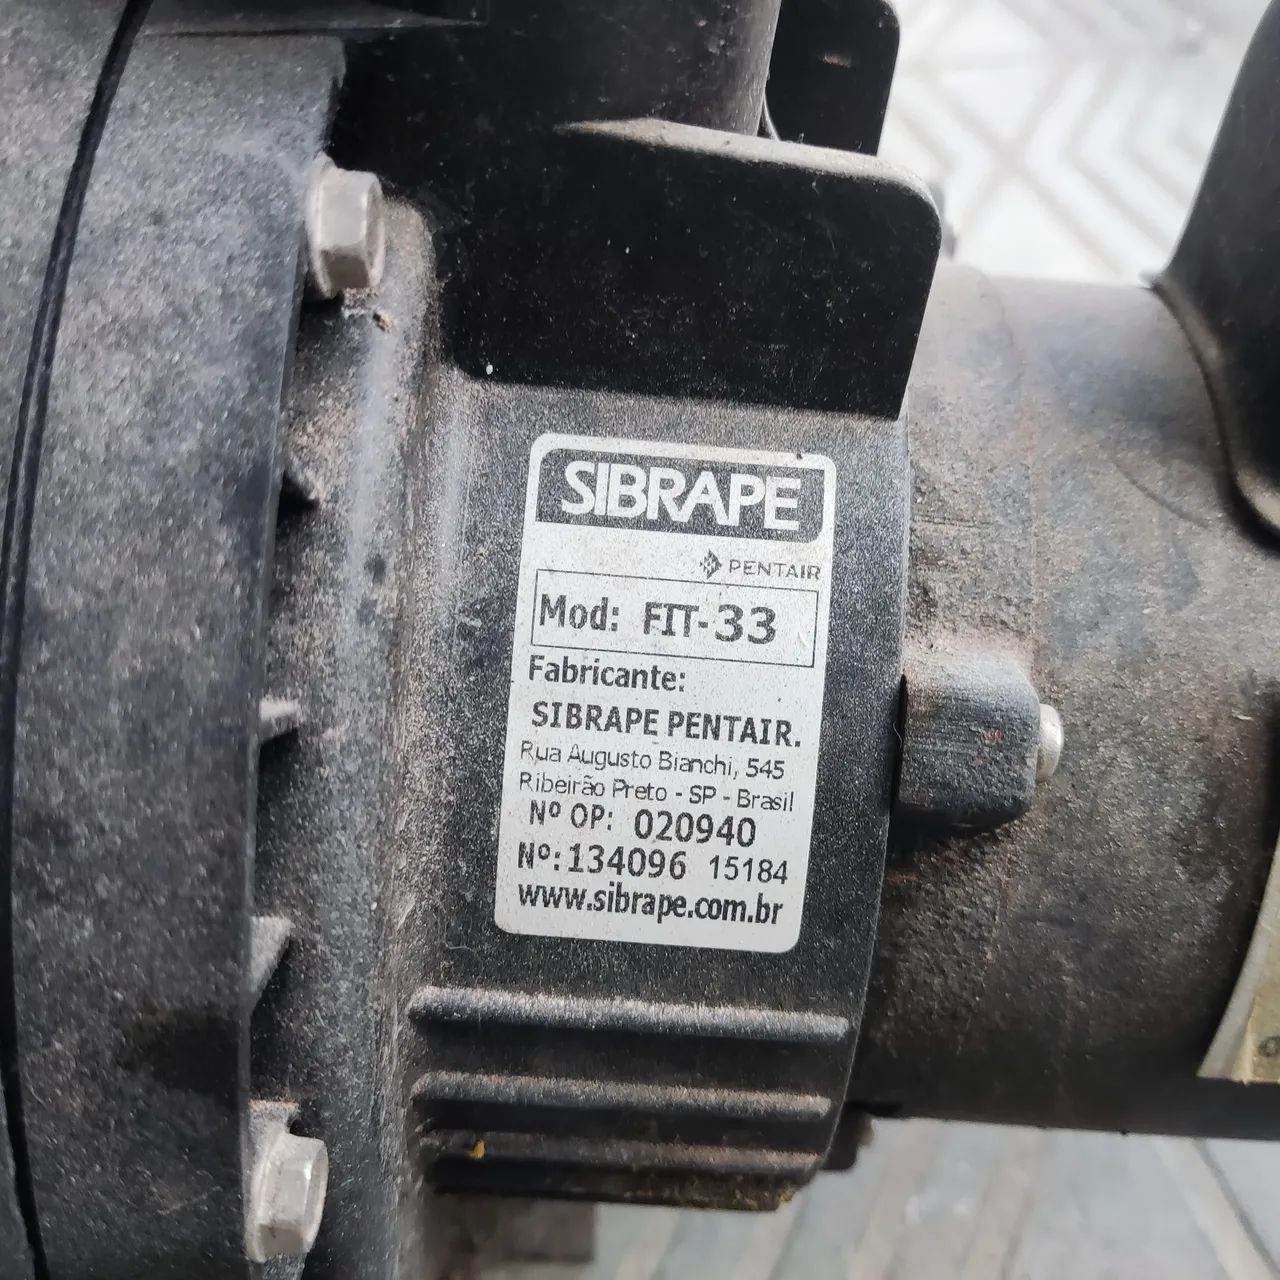 SIBRAPE
PENTAIR
Mod: FIT-33
Fabricante:
SIBRAPE PENTAIR.
Rua Augusto Bianchi, 545
Ribeirão Preto - SP - Brasil
Nº OP: 020940
Nº:134096 15184
www.sibrape.com.br